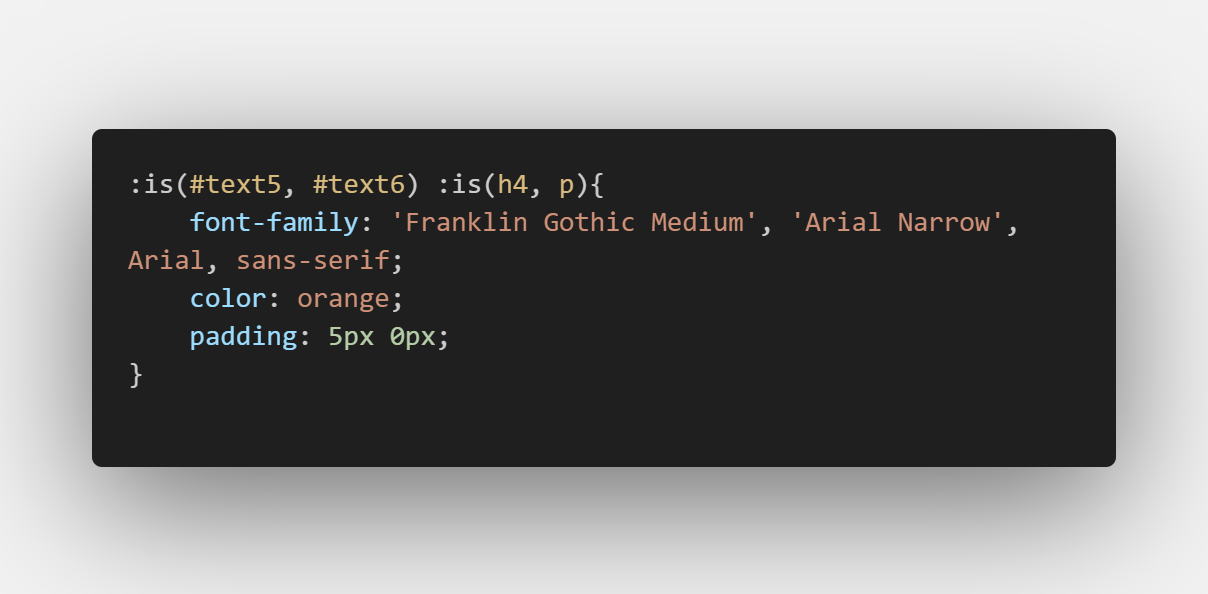 :is(#text5, #text6) :is(h4, p){
    font-family: 'Franklin Gothic Medium', 'Arial Narrow',
Arial, sans-serif;
    color: orange;
    padding: 5px 0px;
}